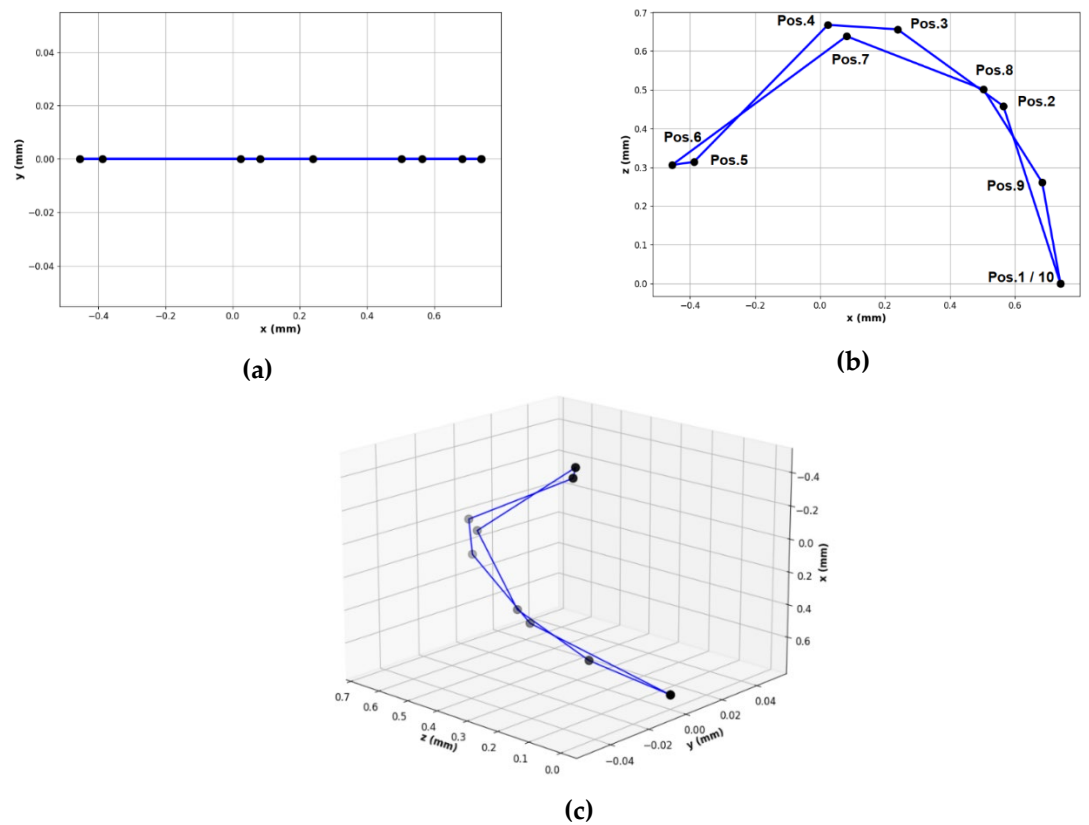 0.04
0.02
0.00
−0.02
−0.04
y (mm)
−0.4
−0.2
0.0
0.2
0.4
0.6
x (mm)
(a)
0.7
0.6
0.5
0.4
0.3
0.2
0.1
0.0
z (mm)
Pos.4
Pos.3
Pos.7
Pos.8
Pos.2
Pos.6
Pos.5
Pos.9
Pos.1 / 10
−0.4
−0.2
0.0
0.2
0.4
0.6
x (mm)
(b)
−0.4
−0.2
0.0
0.2
0.4
0.6
x (mm)
0.7
0.6
0.5
0.4
0.3
0.2
0.1
0.0
z (mm)
−0.04
−0.02
0.00
0.02
0.04
y (mm)
(c)